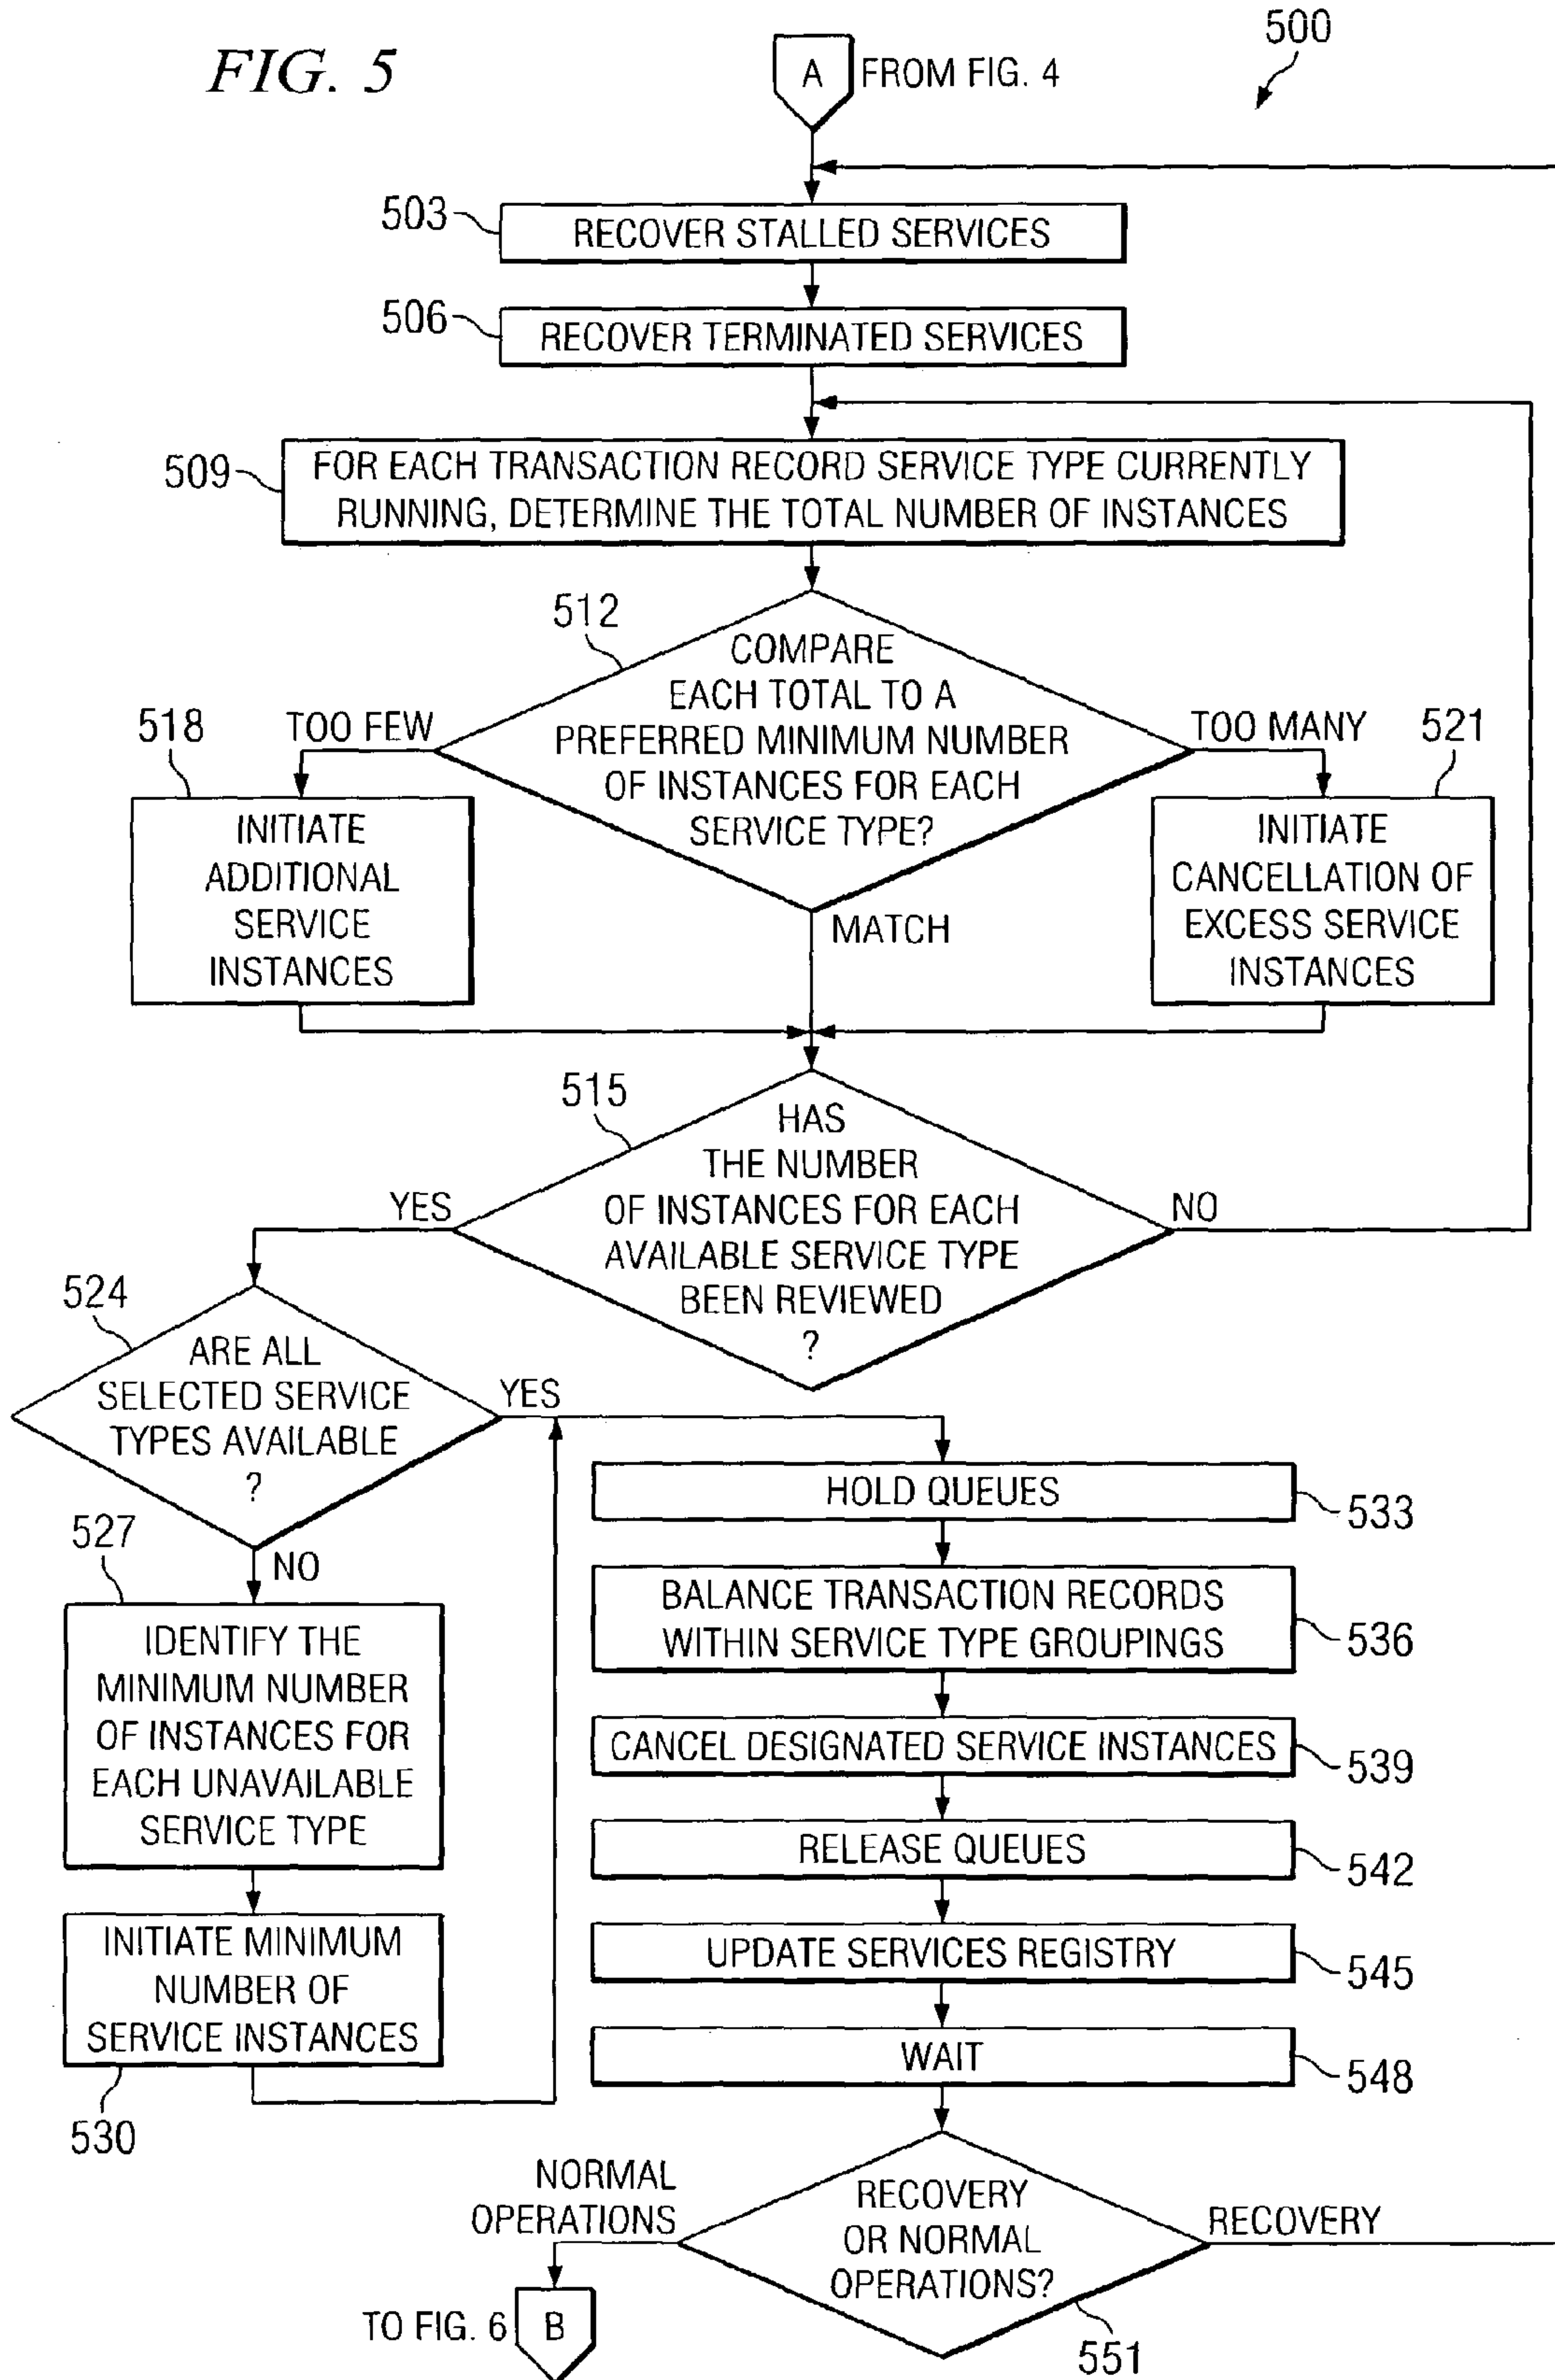 FIG. 5
500
A
FROM FIG. 4
503
RECOVER STALLED SERVICES
506
RECOVER TERMINATED SERVICES
509
FOR EACH TRANSACTION RECORD SERVICE TYPE CURRENTLY
RUNNING, DETERMINE THE TOTAL NUMBER OF INSTANCES
512
COMPARE
EACH TOTAL TO A
PREFERRED MINIMUM NUMBER
OF INSTANCES FOR EACH
SERVICE TYPE?
518
TOO FEW
TOO MANY
521
INITIATE
ADDITIONAL
SERVICE
INSTANCES
INITIATE
CANCELLATION OF
EXCESS SERVICE
INSTANCES
MATCH
515
HAS
THE NUMBER
OF INSTANCES FOR EACH
AVAILABLE SERVICE TYPE
BEEN REVIEWED
?
YES
NO
524
ARE ALL
SELECTED SERVICE
TYPES AVAILABLE
?
YES
NO
527
IDENTIFY THE
MINIMUM NUMBER
OF INSTANCES FOR
EACH UNAVAILABLE
SERVICE TYPE
INITIATE MINIMUM
NUMBER OF
SERVICE INSTANCES
530
HOLD QUEUES
533
BALANCE TRANSACTION RECORDS
WITHIN SERVICE TYPE GROUPINGS
536
CANCEL DESIGNATED SERVICE INSTANCES
539
RELEASE QUEUES
542
UPDATE SERVICES REGISTRY
545
WAIT
548
NORMAL
OPERATIONS
RECOVERY
OR NORMAL
OPERATIONS?
RECOVERY
551
TO FIG. 6
B